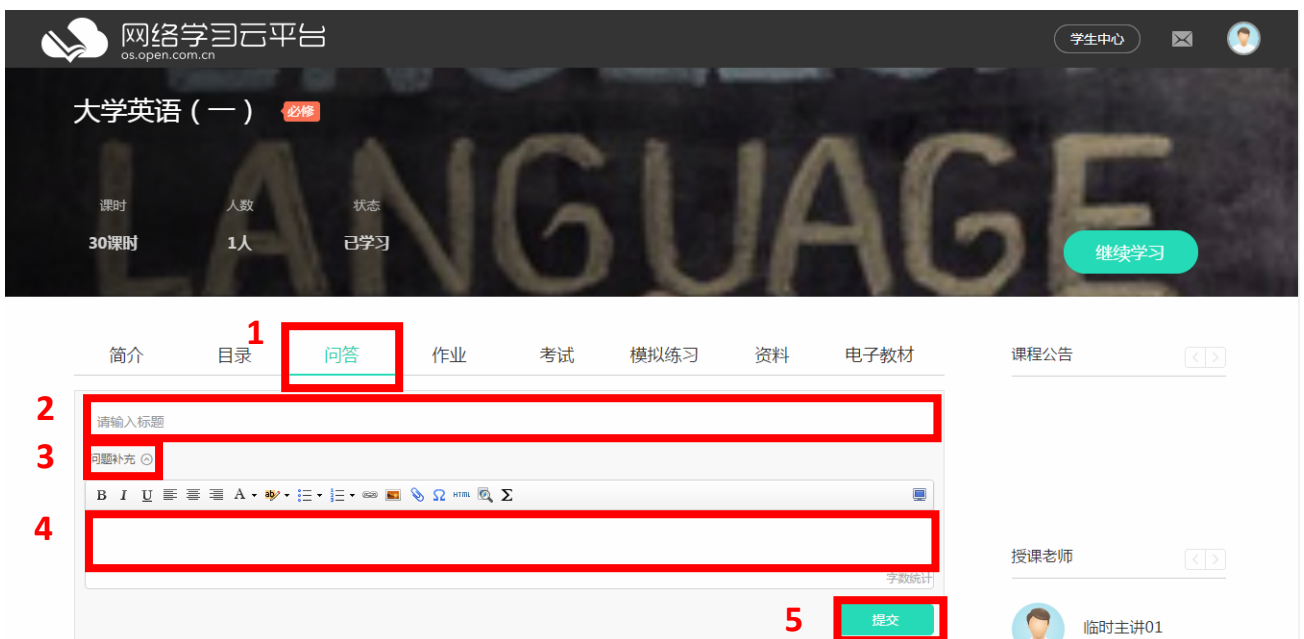 网络学习云平台
os.open.com.cn
学生中心
大学英语（一） 必修
LANGUAGE
课时 人数 状态
30课时 1人 已学习
继续学习
1
简介 目录 问答 作业 考试 模拟练习 资料 电子教材
课程公告
2
请输入标题
3
问题补充
B I U A ab Ω HTML Σ
4
字数统计
授课老师
5
提交
临时主讲01